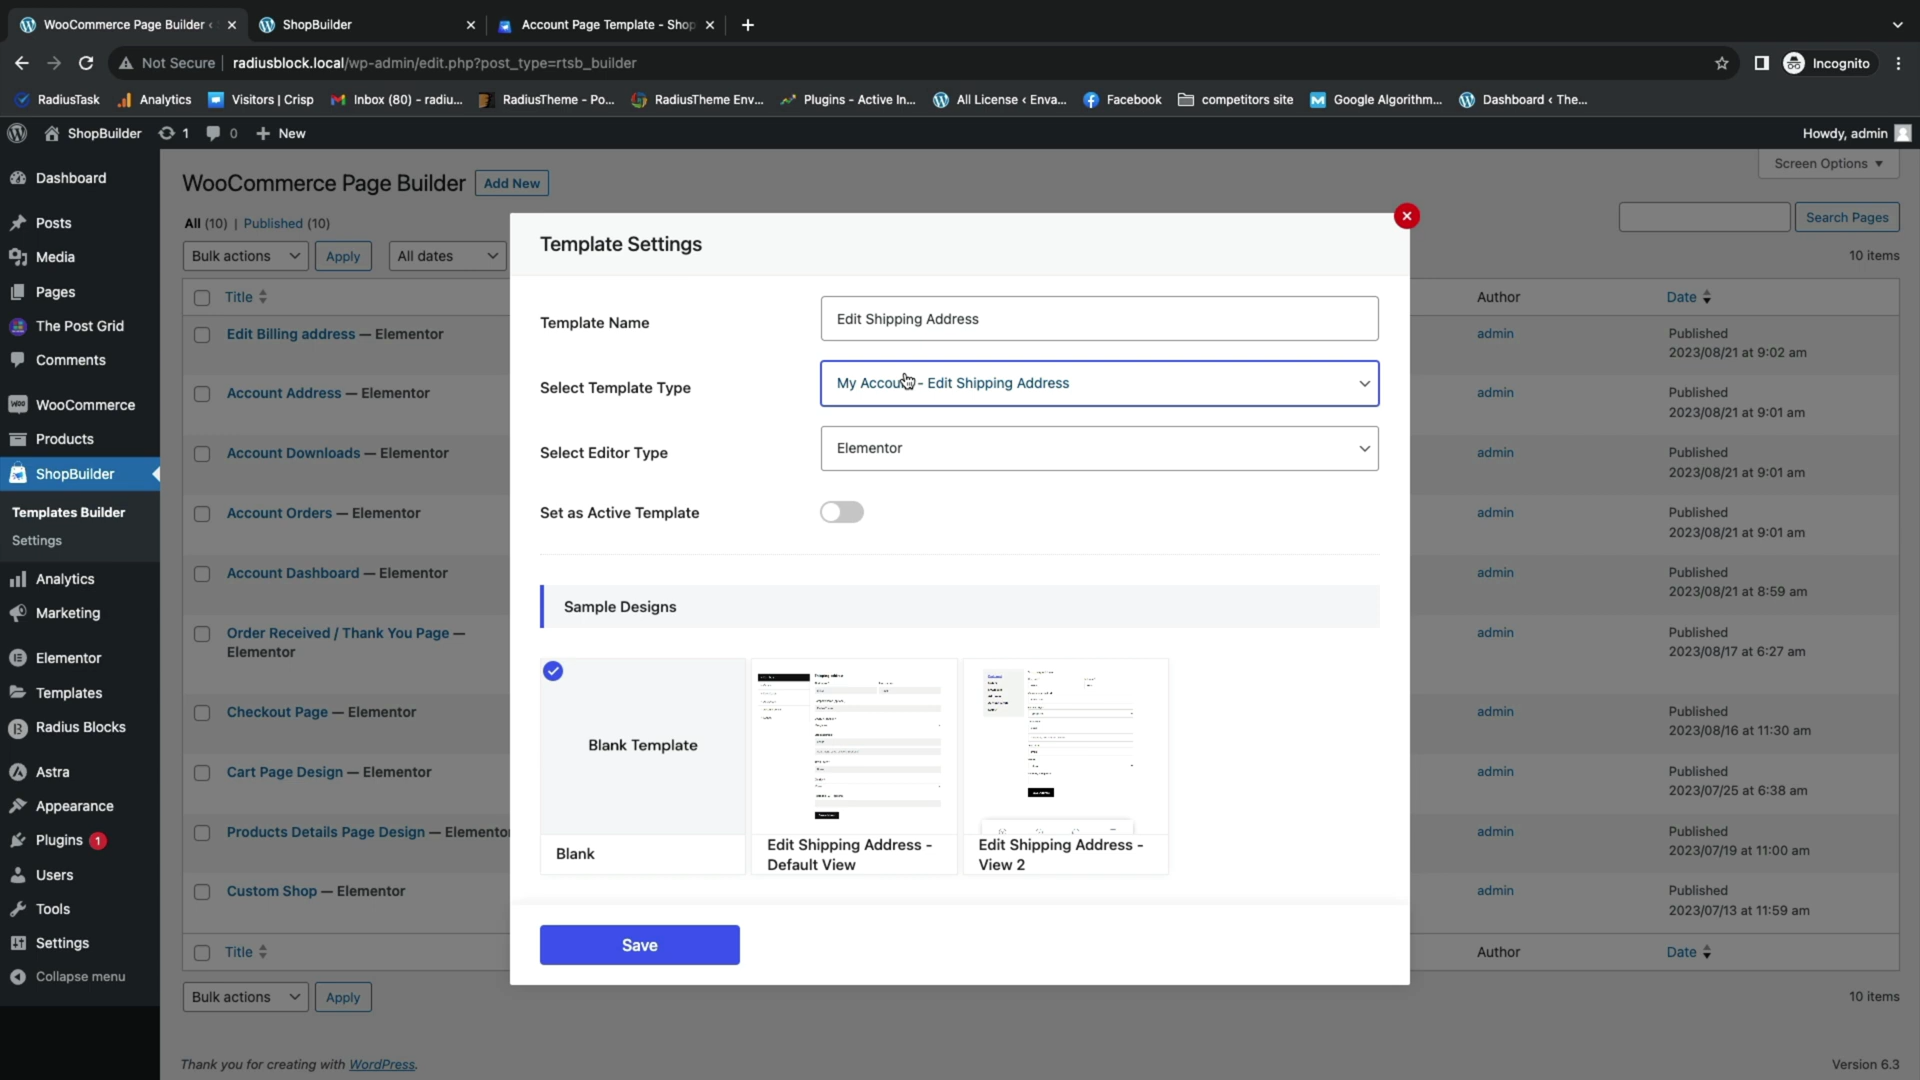 WooCommerce Page Builder ‹
ShopBuilder
Account Page Template - Shop
Not Secure
radiusblock.local/wp-admin/edit.php?post_type=rtsb_builder
Incognito
RadiusTask
Analytics
Visitors | Crisp
Inbox (80) - radiu...
RadiusTheme - Po...
RadiusTheme Env...
Plugins - Active In...
All License ‹ Enva...
Facebook
competitors site
Google Algorithm...
Dashboard ‹ The...
ShopBuilder
1
0
New
Howdy, admin
Dashboard
Posts
Media
Pages
The Post Grid
Comments
WooCommerce
Products
ShopBuilder
Templates Builder
Settings
Analytics
Marketing
Elementor
Templates
Radius Blocks
Astra
Appearance
Plugins 1
Users
Tools
Settings
Collapse menu
WooCommerce Page Builder
Add New
Screen Options
All (10) | Published (10)
Search Pages
Bulk actions
Apply
All dates
10 items
Title
Author
Date
Edit Billing address — Elementor
admin
Published
2023/08/21 at 9:02 am
Account Address — Elementor
admin
Published
2023/08/21 at 9:01 am
Account Downloads — Elementor
admin
Published
2023/08/21 at 9:01 am
Account Orders — Elementor
admin
Published
2023/08/21 at 9:01 am
Account Dashboard — Elementor
admin
Published
2023/08/21 at 8:59 am
Order Received / Thank You Page —
Elementor
admin
Published
2023/08/17 at 6:27 am
Checkout Page — Elementor
admin
Published
2023/08/16 at 11:30 am
Cart Page Design — Elementor
admin
Published
2023/07/25 at 6:38 am
Products Details Page Design — Elementor
admin
Published
2023/07/19 at 11:00 am
Custom Shop — Elementor
admin
Published
2023/07/13 at 11:59 am
Title
Author
Date
Bulk actions
Apply
10 items
Thank you for creating with WordPress.
Version 6.3
Template Settings
Template Name
Edit Shipping Address
Select Template Type
My Account - Edit Shipping Address
Select Editor Type
Elementor
Set as Active Template
Sample Designs
Blank Template
Blank
Edit Shipping Address -
Default View
Edit Shipping Address -
View 2
Save